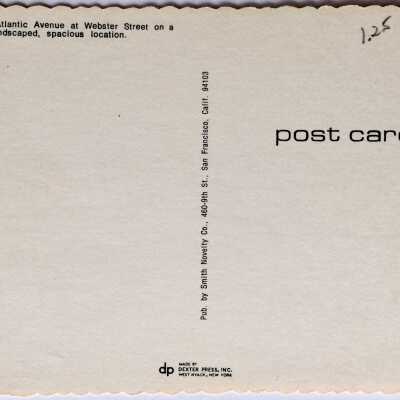 Atlantic Avenue at Webster Street on a
ndscaped, spacious location.
1.25
post car
Pub. by Smith Novelty Co., 460-9th St., San Francisco, Calif. 94103
dp
MADE BY
DEXTER PRESS, INC.
WEST NYACK, NEW YORK